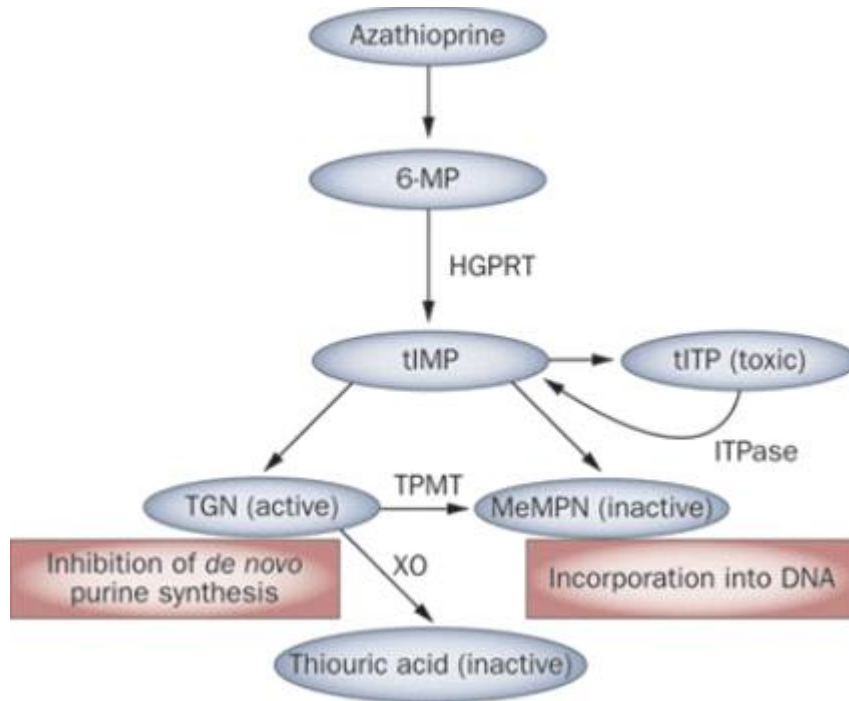 Azathioprine
6-MP
HGPRT
tIMP
tITP (toxic)
ITPase
TGN (active)
TPMT
MeMPN (inactive)
Inhibition of de novo
purine synthesis
XO
Incorporation into DNA
Thiouric acid (inactive)